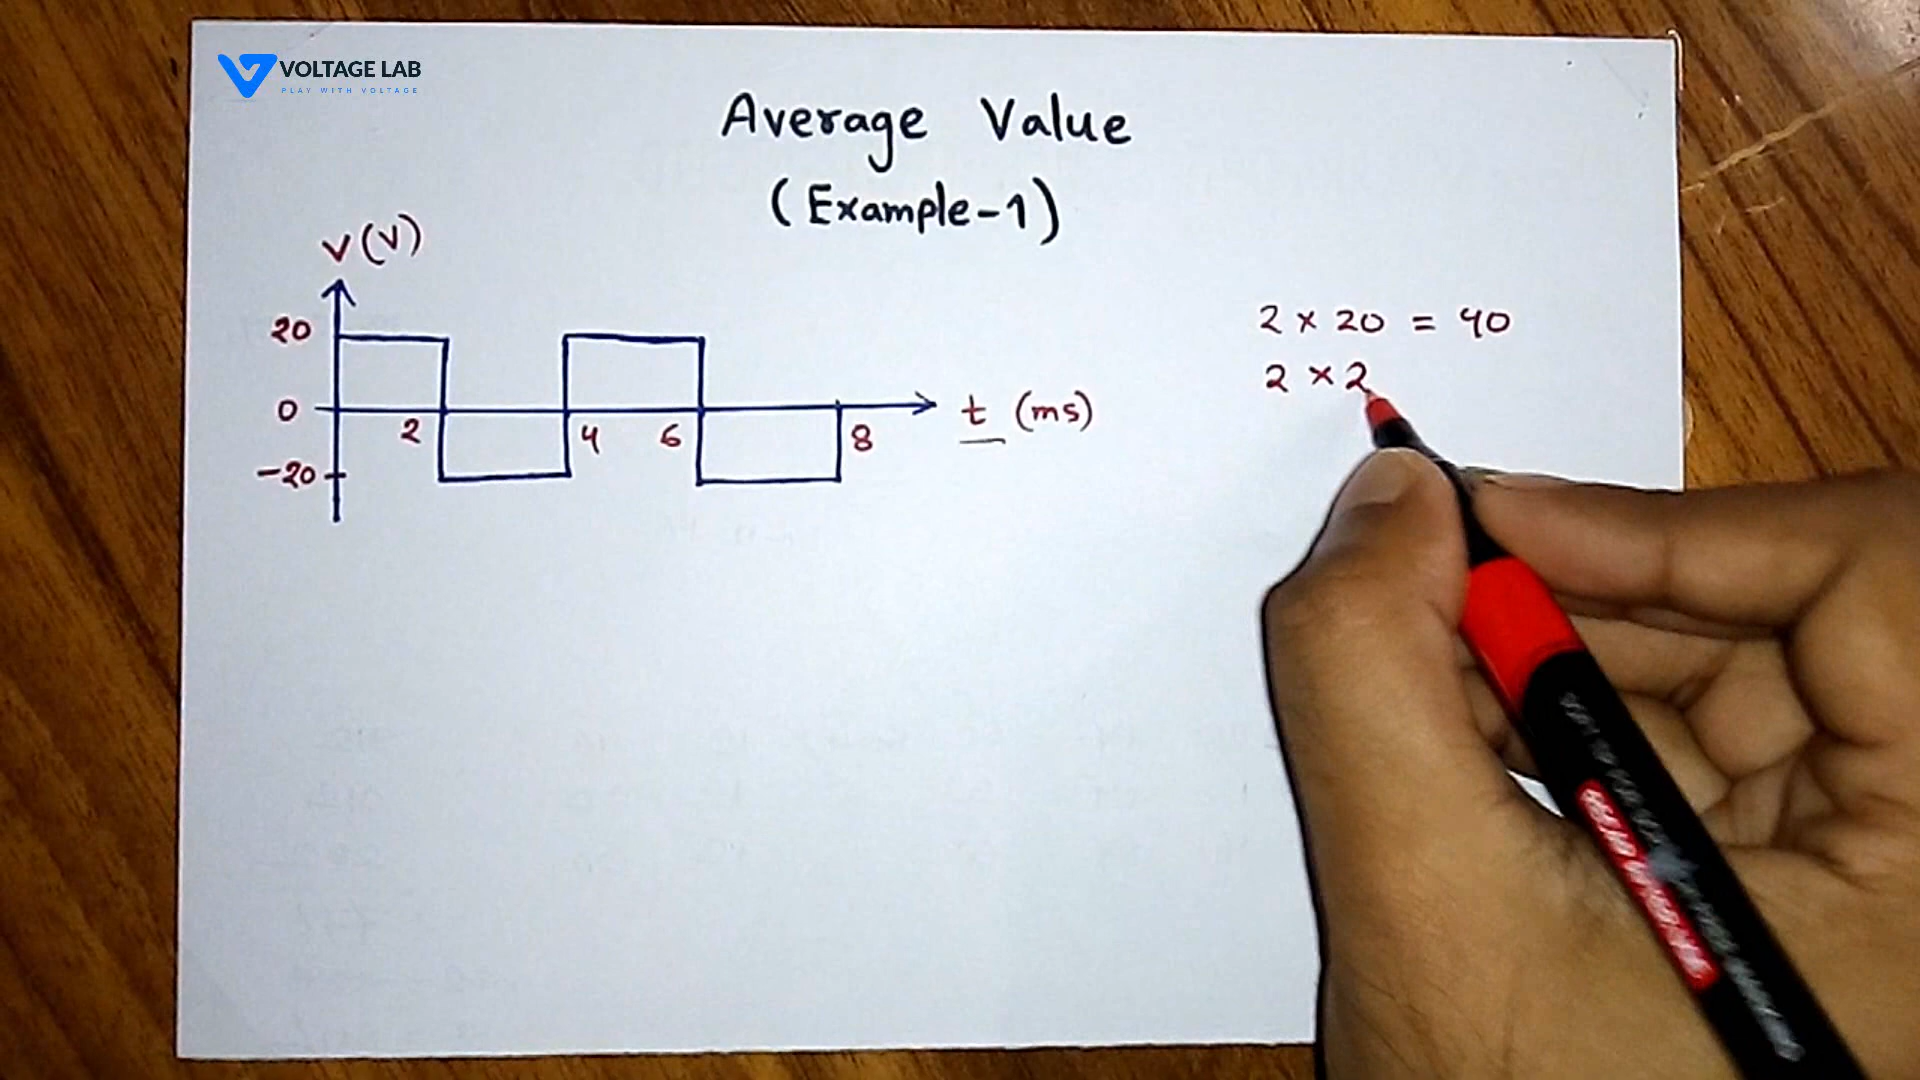 VOLTAGE LAB
PLAY WITH VOLTAGE
Average Value
(Example-1)
V(V)
20
0
-20
2
4
6
8
t (ms)
2 × 20 = 40
2 × 2